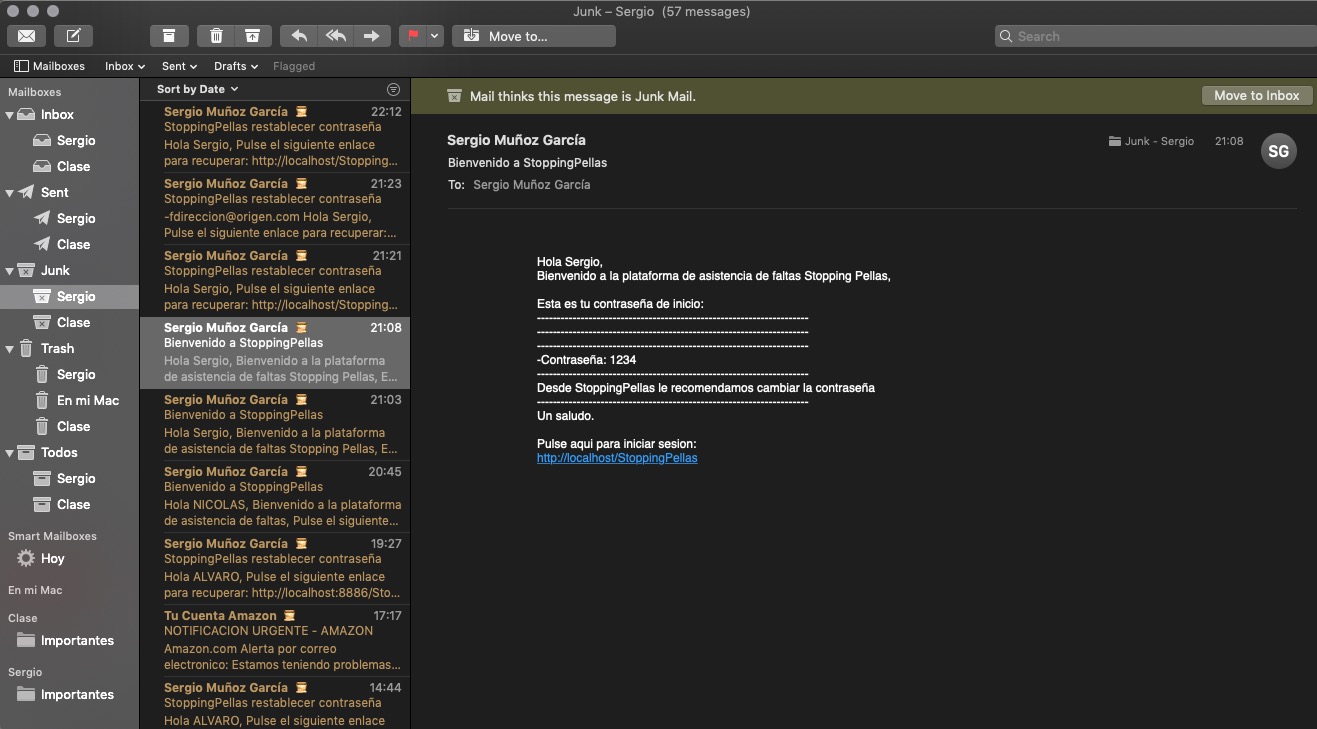 Junk – Sergio (57 messages)
Move to...
Search
Mailboxes
Inbox
Sent
Drafts
Flagged
Mailboxes
Inbox
Sergio
Clase
Sent
Sergio
Clase
Junk
Sergio
Clase
Trash
Sergio
En mi Mac
Clase
Todos
Sergio
Clase
Smart Mailboxes
Hoy
En mi Mac
Clase
Importantes
Sergio
Importantes
Sort by Date
Sergio Muñoz García 22:12
StoppingPellas restablecer contraseña
Hola Sergio, Pulse el siguiente enlace
para recuperar: http://localhost/Stopping...
Sergio Muñoz García 21:23
StoppingPellas restablecer contraseña
-fdireccion@origen.com Hola Sergio,
Pulse el siguiente enlace para recuperar:...
Sergio Muñoz García 21:21
StoppingPellas restablecer contraseña
Hola Sergio, Pulse el siguiente enlace
para recuperar: http://localhost/Stopping...
Sergio Muñoz García 21:08
Bienvenido a StoppingPellas
Hola Sergio, Bienvenido a la plataforma
de asistencia de faltas Stopping Pellas, E...
Sergio Muñoz García 21:03
Bienvenido a StoppingPellas
Hola Sergio, Bienvenido a la plataforma
de asistencia de faltas Stopping Pellas, E...
Sergio Muñoz García 20:45
Bienvenido a StoppingPellas
Hola NICOLAS, Bienvenido a la plataforma
de asistencia de faltas, Pulse el siguiente...
Sergio Muñoz García 19:27
StoppingPellas restablecer contraseña
Hola ALVARO, Pulse el siguiente enlace
para recuperar: http://localhost:8886/Sto...
Tu Cuenta Amazon 17:17
NOTIFICACION URGENTE - AMAZON
Amazon.com Alerta por correo
electronico: Estamos teniendo problemas...
Sergio Muñoz García 14:44
StoppingPellas restablecer contraseña
Hola ALVARO, Pulse el siguiente enlace
Mail thinks this message is Junk Mail.
Move to Inbox
Sergio Muñoz García
Junk - Sergio 21:08
SG
Bienvenido a StoppingPellas
To: Sergio Muñoz García
Hola Sergio,
Bienvenido a la plataforma de asistencia de faltas Stopping Pellas,
Esta es tu contraseña de inicio:
--------------------------------------------------------------------
--------------------------------------------------------------------
--------------------------------------------------------------------
-Contraseña: 1234
--------------------------------------------------------------------
Desde StoppingPellas le recomendamos cambiar la contraseña
--------------------------------------------------------------------
Un saludo.
Pulse aqui para iniciar sesion:
http://localhost/StoppingPellas